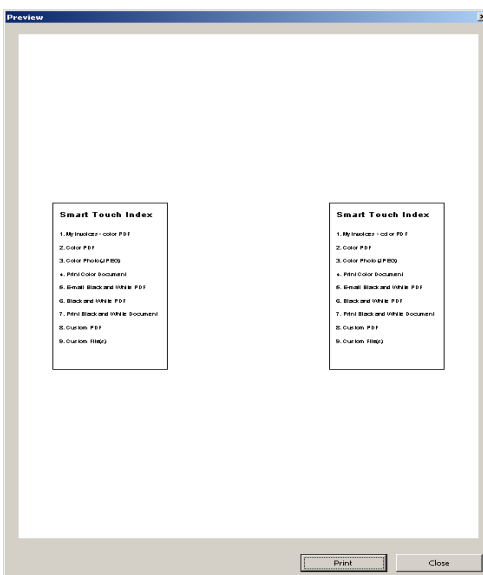 Preview
Smart Touch Index
1. My Invoices - color PDF
2. Color PDF
3. Color Photo(JPEG)
4. Print Color Document
5. E-mail Black and White PDF
6. Black and White PDF
7. Print Black and White Document
8. Custom PDF
9. Custom File(s)
Smart Touch Index
1. My Invoices - color PDF
2. Color PDF
3. Color Photo(JPEG)
4. Print Color Document
5. E-mail Black and White PDF
6. Black and White PDF
7. Print Black and White Document
8. Custom PDF
9. Custom File(s)
Print Close